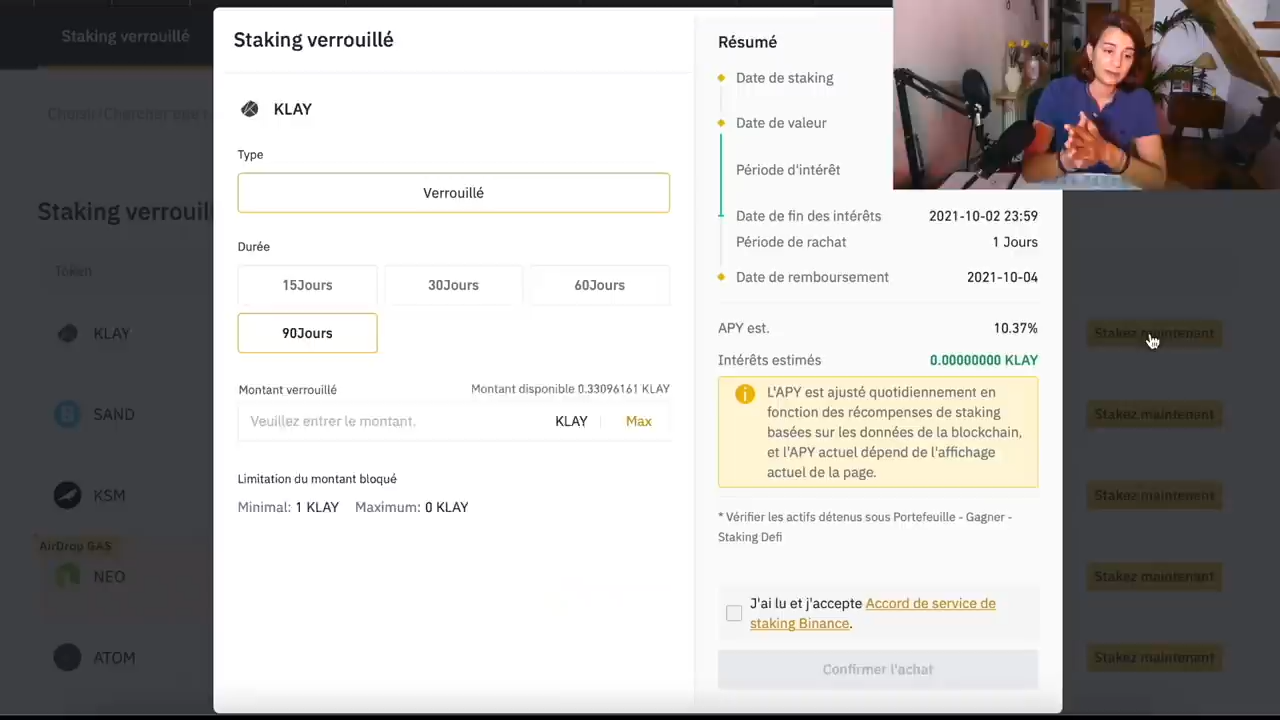 Staking verrouillé
Staking verrouillé
Résumé
Date de staking
KLAY
Date de valeur
Type
Période d'intérêt
Verrouillé
Staking verrouil
Date de fin des intérêts 2021-10-02 23:59
Période de rachat 1 Jours
Durée
Token
Date de remboursement 2021-10-04
15Jours 30Jours 60Jours
APY est. 10.37%
KLAY
90Jours
Stakez maintenant
Intérêts estimés 0.00000000 KLAY
Montant verrouillé Montant disponible 0.33096161 KLAY
L'APY est ajusté quotidiennement en
fonction des récompenses de staking
basées sur les données de la blockchain,
et l'APY actuel dépend de l'affichage
actuel de la page.
SAND
Veuillez entrer le montant. KLAY Max
Stakez maintenant
Limitation du montant bloqué
Minimal: 1 KLAY Maximum: 0 KLAY
KSM
Stakez maintenant
* Vérifier les actifs détenus sous Portefeuille - Gagner -
Staking Defi
AirDrop GAS
NEO
Stakez maintenant
J'ai lu et j'accepte Accord de service de
staking Binance.
ATOM
Stakez maintenant
Confirmer l'achat